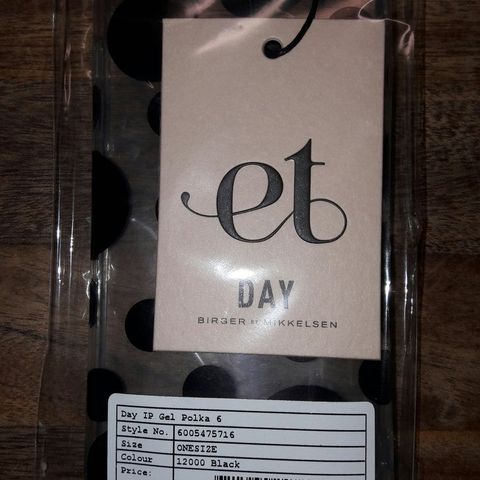 et
DAY
BIRGER ET MIKKELSEN
Day IP Gel Polka 6
Style No. 6005475716
Size ONESIZE
Colour 12000 Black
Price: